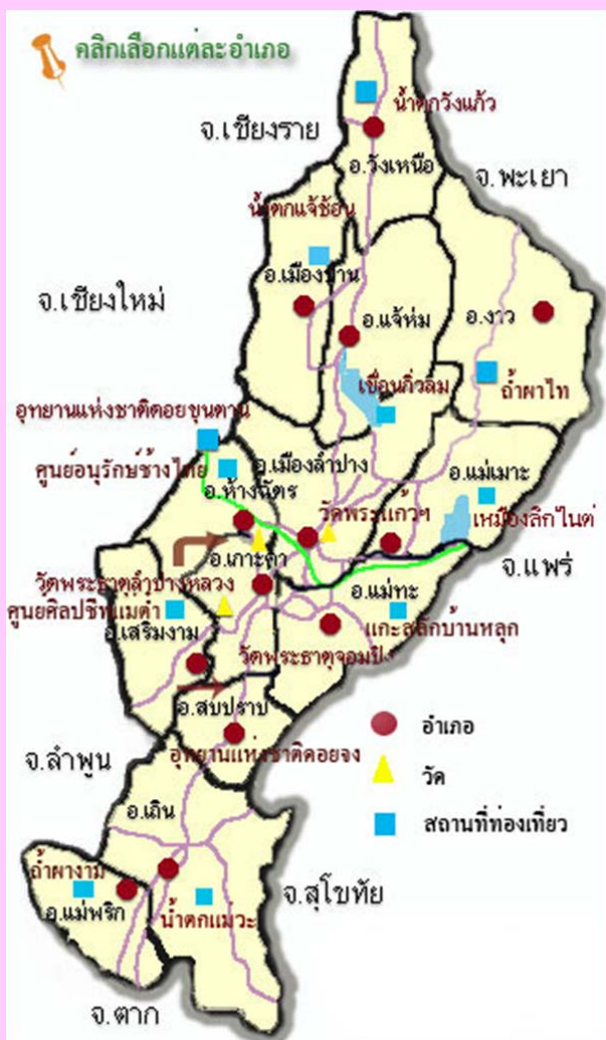 คลิกเลือกแต่ละอำเภอ
น้ำตกวังแก้ว
จ.เชียงราย
อ.วังเหนือ
จ.พะเยา
น้ำตกแจ้ซ้อน
อ.เมืองปาน
จ.เชียงใหม่
อ.แจ้ห่ม
อ.งาว
เขื่อนกิ่วลม
ถ้ำผาไท
อุทยานแห่งชาติดอยขุนตาน
ศูนย์อนุรักษ์ช้างไทย
อ.เมืองลำปาง
อ.แม่เมาะ
อ.ห้างฉัตร
วัดพระแก้วฯ
เหมืองลิกไนต์
อ.เกาะคา
จ.แพร่
วัดพระธาตุลำปางหลวง
อ.แม่ทะ
ศูนย์ศิลปชีพแม่ต๋ำ
แกะสลักบ้านหลุก
อ.เสริมงาม
วัดพระธาตุจอมปิง
อ.สบปราบ
อำเภอ
จ.ลำพูน
อุทยานแห่งชาติดอยจง
วัด
อ.เถิน
สถานที่ท่องเที่ยว
ถ้ำผางาม
จ.สุโขทัย
อ.แม่พริก
น้ำตกแม่วะ
จ.ตาก